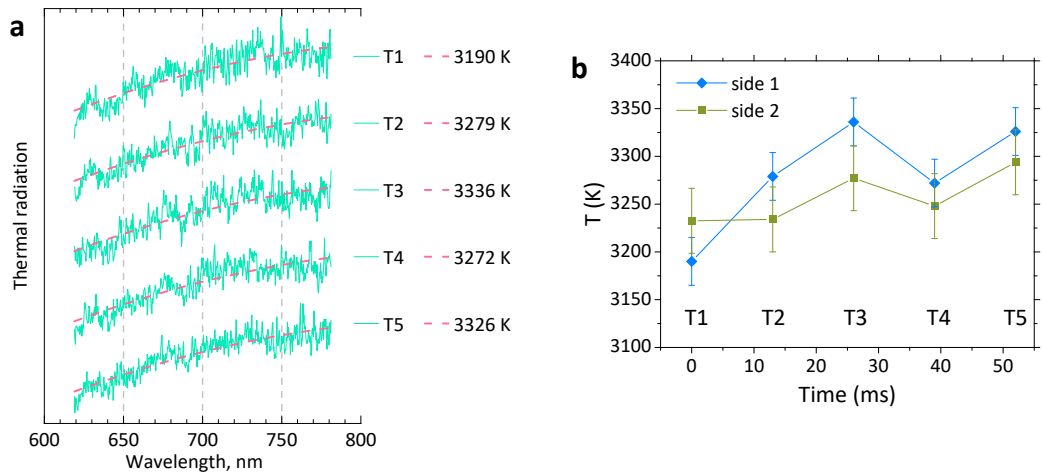 a
Thermal radiation
T1 3190 K
T2 3279 K
T3 3336 K
T4 3272 K
T5 3326 K
600 650 700 750 800
Wavelength, nm
b
T (K)
3400
3350
3300
3250
3200
3150
3100
side 1
side 2
T1 T2 T3 T4 T5
0 10 20 30 40 50
Time (ms)